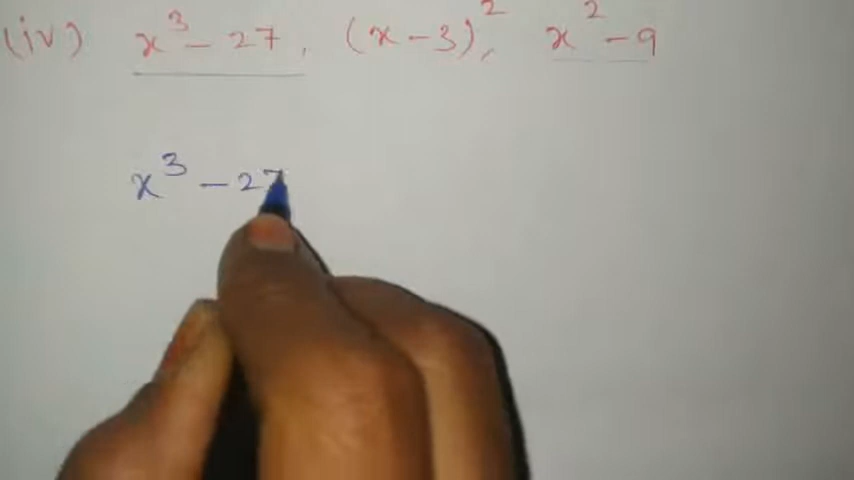 (iv) x³ - 27, (x - 3)², x² - 9
x³ - 27